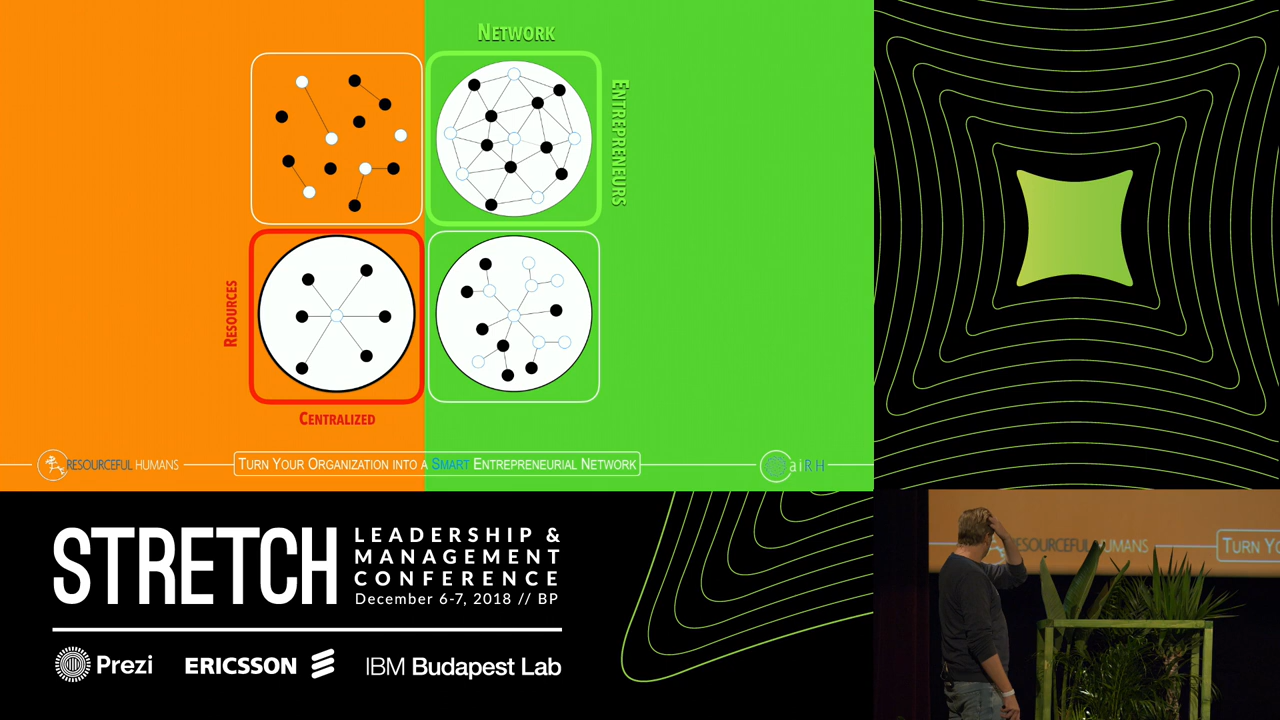 NETWORK
ENTREPRENEURS
RESOURCES
CENTRALIZED
RESOURCEFUL HUMANS
TURN YOUR ORGANIZATION INTO A SMART ENTREPRENEURIAL NETWORK
aiRH
STRETCH
LEADERSHIP &
MANAGEMENT
CONFERENCE
December 6-7, 2018 // BP
Prezi
ERICSSON
IBM Budapest Lab
RESOURCEFUL HUMANS
TURN YO